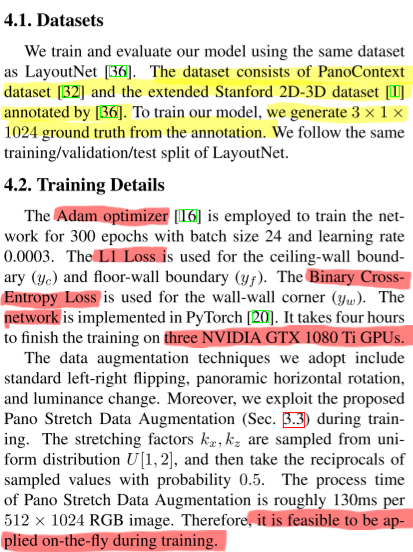 4.1. Datasets
We train and evaluate our model using the same dataset
as LayoutNet [36]. The dataset consists of PanoContext
dataset [32] and the extended Stanford 2D-3D dataset [1]
annotated by [36]. To train our model, we generate 3 × 1 ×
1024 ground truth from the annotation. We follow the same
training/validation/test split of LayoutNet.
4.2. Training Details
The Adam optimizer [16] is employed to train the net-
work for 300 epochs with batch size 24 and learning rate
0.0003. The L1 Loss is used for the ceiling-wall bound-
ary (y_c) and floor-wall boundary (y_f). The Binary Cross-
Entropy Loss is used for the wall-wall corner (y_w). The
network is implemented in PyTorch [20]. It takes four hours
to finish the training on three NVIDIA GTX 1080 Ti GPUs.
The data augmentation techniques we adopt include
standard left-right flipping, panoramic horizontal rotation,
and luminance change. Moreover, we exploit the proposed
Pano Stretch Data Augmentation (Sec. 3.3) during train-
ing. The stretching factors k_x, k_z are sampled from uni-
form distribution U[1, 2], and then take the reciprocals of
sampled values with probability 0.5. The process time
of Pano Stretch Data Augmentation is roughly 130ms per
512 × 1024 RGB image. Therefore, it is feasible to be ap-
plied on-the-fly during training.